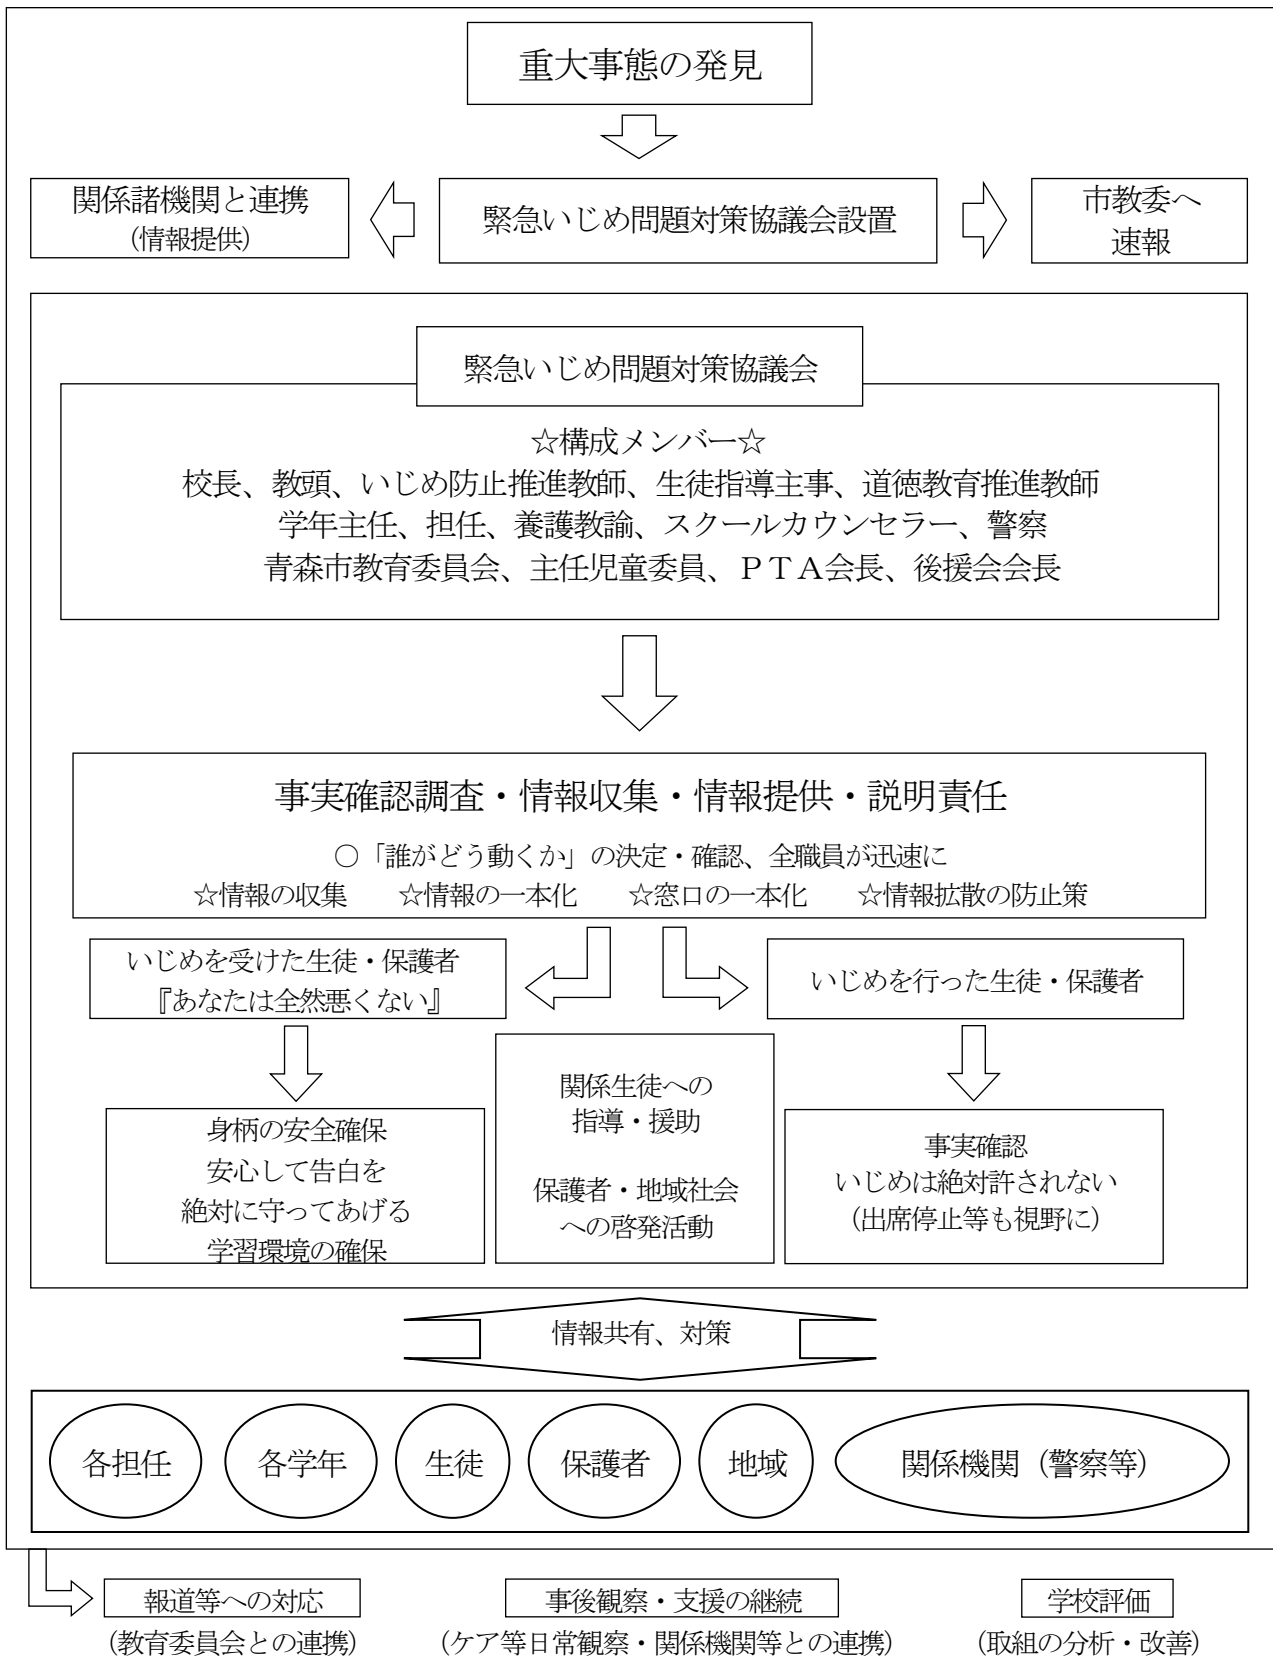 重大事態の発見
関係諸機関と連携
(情報提供)
緊急いじめ問題対策協議会設置
市教委へ
速報
緊急いじめ問題対策協議会
☆構成メンバー☆
校長、教頭、いじめ防止推進教師、生徒指導主事、道徳教育推進教師
学年主任、担任、養護教諭、スクールカウンセラー、警察
青森市教育委員会、主任児童委員、ＰＴＡ会長、後援会会長
事実確認調査・情報収集・情報提供・説明責任
○「誰がどう動くか」の決定・確認、全職員が迅速に
☆情報の収集　☆情報の一本化　☆窓口の一本化　☆情報拡散の防止策
いじめを受けた生徒・保護者
『あなたは全然悪くない』
いじめを行った生徒・保護者
身柄の安全確保
安心して告白を
絶対に守ってあげる
学習環境の確保
関係生徒への
指導・援助
保護者・地域社会
への啓発活動
事実確認
いじめは絶対許されない
(出席停止等も視野に)
情報共有、対策
各担任
各学年
生徒
保護者
地域
関係機関（警察等）
報道等への対応
(教育委員会との連携)
事後観察・支援の継続
(ケア等日常観察・関係機関等との連携)
学校評価
(取組の分析・改善)